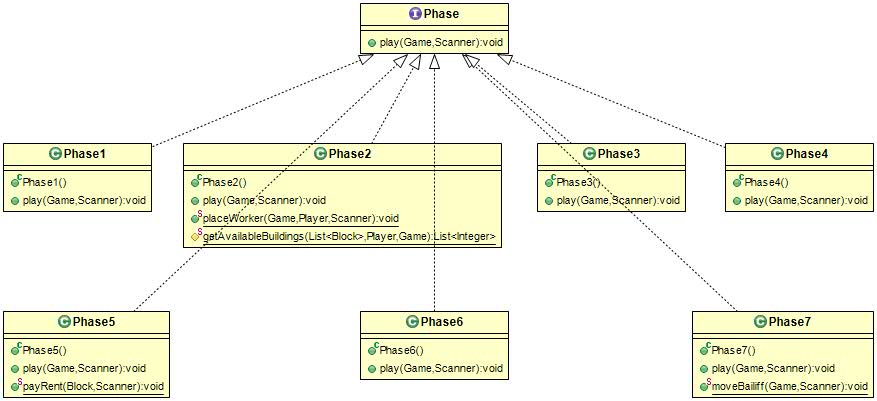 I Phase
play(Game,Scanner):void
C Phase1
C Phase1()
play(Game,Scanner):void
C Phase2
C Phase2()
play(Game,Scanner):void
S placeWorker(Game,Player,Scanner):void
S getAvailableBuildings(List<Block>,Player,Game):List<Integer>
C Phase3
C Phase3()
play(Game,Scanner):void
C Phase4
C Phase4()
play(Game,Scanner):void
C Phase5
C Phase5()
play(Game,Scanner):void
S payRent(Block,Scanner):void
C Phase6
C Phase6()
play(Game,Scanner):void
C Phase7
C Phase7()
play(Game,Scanner):void
S moveBailiff(Game,Scanner):void